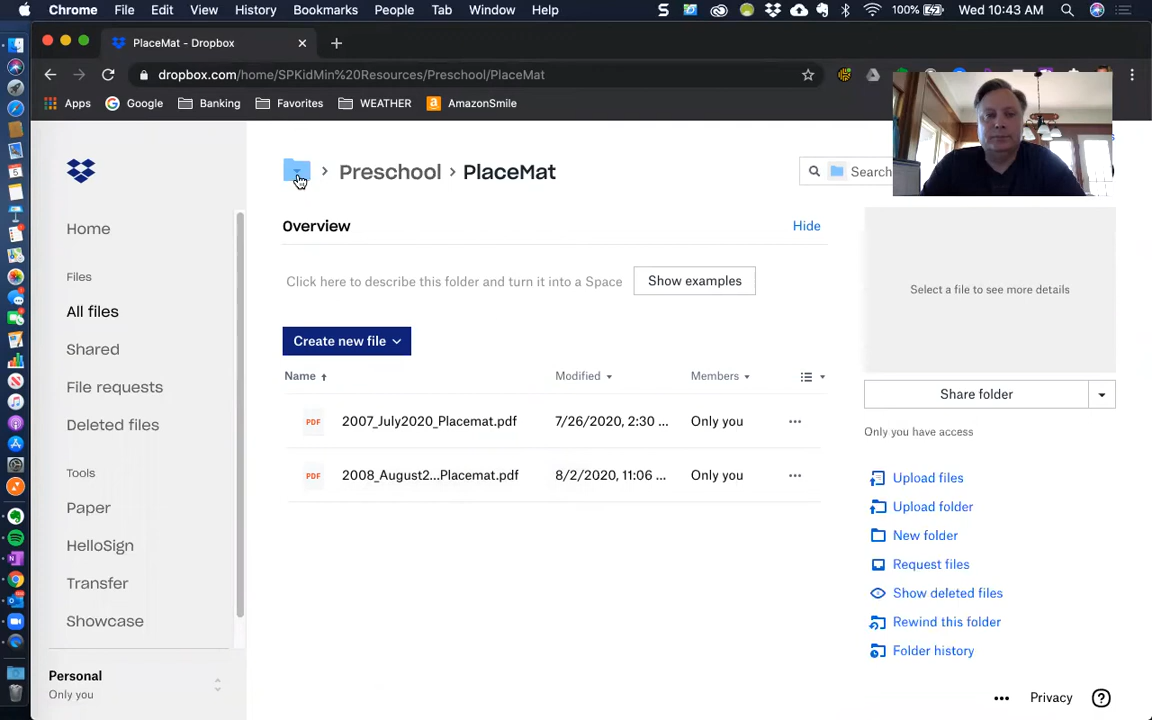 Chrome File Edit View History Bookmarks People Tab Window Help 100% Wed 10:43 AM
PlaceMat - Dropbox
dropbox.com/home/SPKidMin%20Resources/Preschool/PlaceMat
Apps Google Banking Favorites WEATHER AmazonSmile
Preschool > PlaceMat
Search
Home
Overview
Hide
Files
Click here to describe this folder and turn it into a Space
Show examples
Select a file to see more details
All files
Create new file
Shared
Name Modified Members
File requests
Share folder
2007_July2020_Placemat.pdf 7/26/2020, 2:30 ... Only you
Deleted files
Only you have access
PDF
Tools
2008_August2...Placemat.pdf 8/2/2020, 11:06 ... Only you
PDF
Upload files
Paper
Upload folder
HelloSign
New folder
Transfer
Request files
Showcase
Show deleted files
Rewind this folder
Folder history
Personal
Only you
Privacy